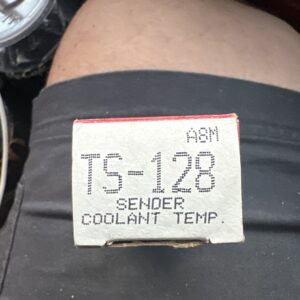 A8M
TS-128
SENDER
COOLANT TEMP.